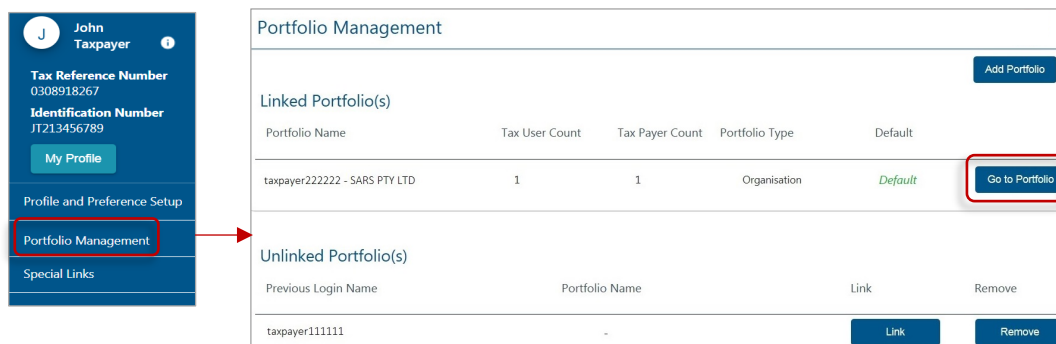 J
John
Taxpayer
i
Tax Reference Number
0308918267
Identification Number
JT213456789
My Profile
Profile and Preference Setup
Portfolio Management
Special Links
Portfolio Management
Add Portfolio
Linked Portfolio(s)
Portfolio Name Tax User Count Tax Payer Count Portfolio Type Default
taxpayer222222 - SARS PTY LTD 1 1 Organisation Default Go to Portfolio
Unlinked Portfolio(s)
Previous Login Name Portfolio Name Link Remove
taxpayer111111 - Link Remove